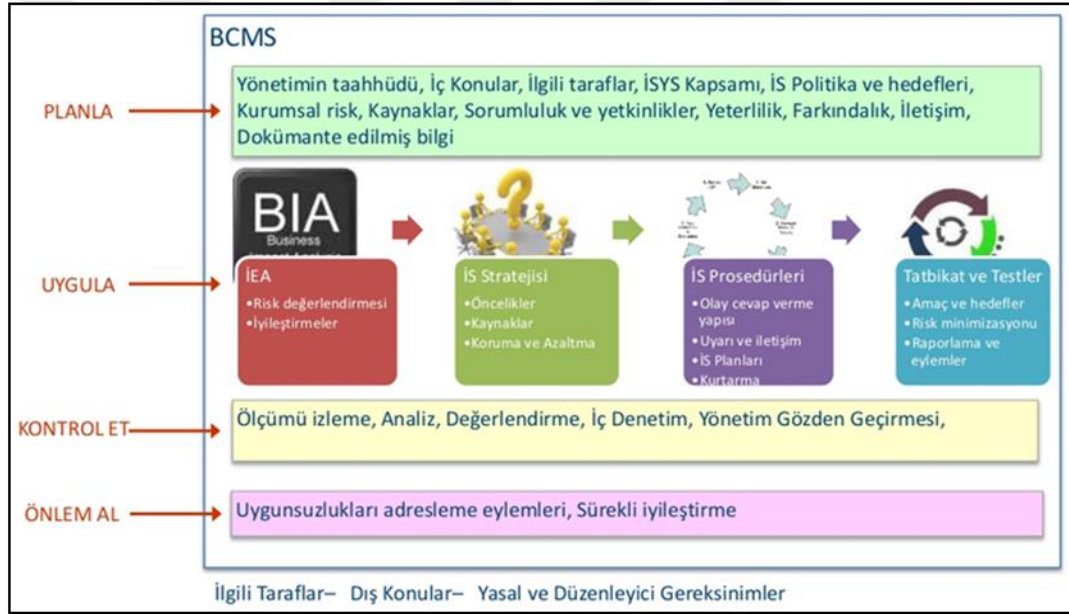 BCMS
PLANLA
Yönetimin taahhüdü, İç Konular, İlgili taraflar, İSYS Kapsamı, İS Politika ve hedefleri,
Kurumsal risk, Kaynaklar, Sorumluluk ve yetkinlikler, Yeterlilik, Farkındalık, İletişim,
Dokümante edilmiş bilgi
UYGULA
BIA
Business
İEA
•Risk değerlendirmesi
•İyileştirmeler
İS Stratejisi
•Öncelikler
•Kaynaklar
•Koruma ve Azaltma
İS Prosedürleri
•Olay cevap verme
yapısı
•Uyarı ve iletişim
•İS Planları
•Kurtarma
Tatbikat ve Testler
•Amaç ve hedefler
•Risk minimizasyonu
•Raporlama ve
eylemler
KONTROL ET
Ölçümü izleme, Analiz, Değerlendirme, İç Denetim, Yönetim Gözden Geçirmesi,
ÖNLEM AL
Uygunsuzlukları adresleme eylemleri, Sürekli iyileştirme
İlgili Taraflar– Dış Konular– Yasal ve Düzenleyici Gereksinimler